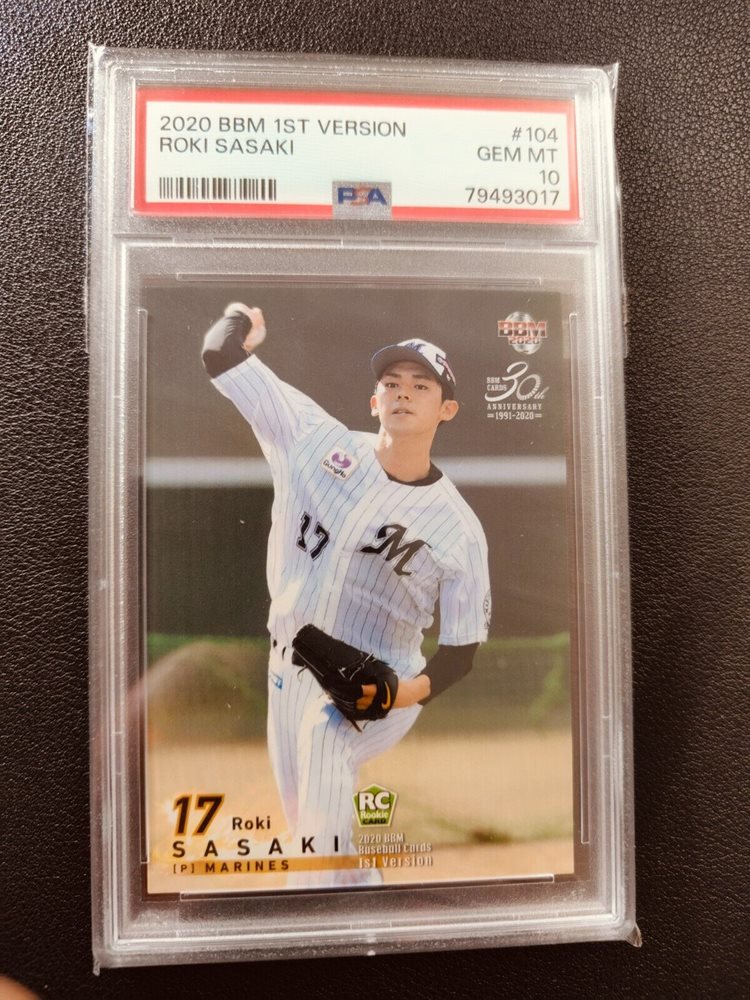 2020 BBM 1ST VERSION #104
ROKI SASAKI GEM MT
10
PSA 79493017
BBM
2020
BBM CARDS 30th
ANNIVERSARY
1991-2020
M
GungHo
17 M
RC
Rookie
CARD
17 Roki
SASAKI
[P] MARINES
2020 BBM
Baseball Cards
1st Version